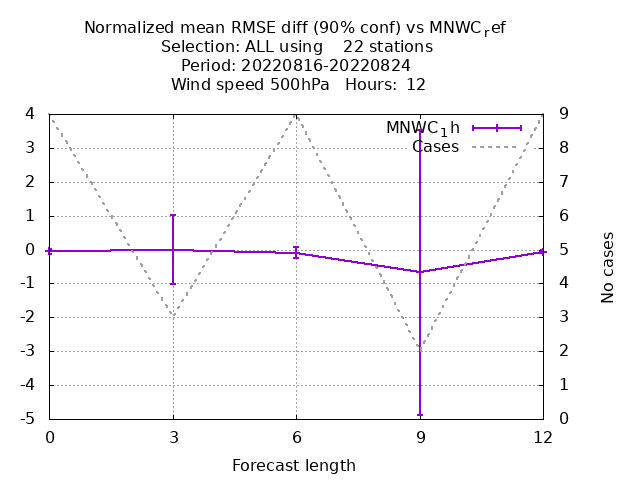 Normalized mean RMSE diff (90% conf) vs MNWCref
Selection: ALL using 22 stations
Period: 20220816-20220824
Wind speed 500hPa Hours: 12
4 9
MNWC1h
Cases
3 8
2 7
1 6
0 5
-1 4
-2 3
-3 2
-4 1
-5 0
No cases
0 3 6 9 12
Forecast length